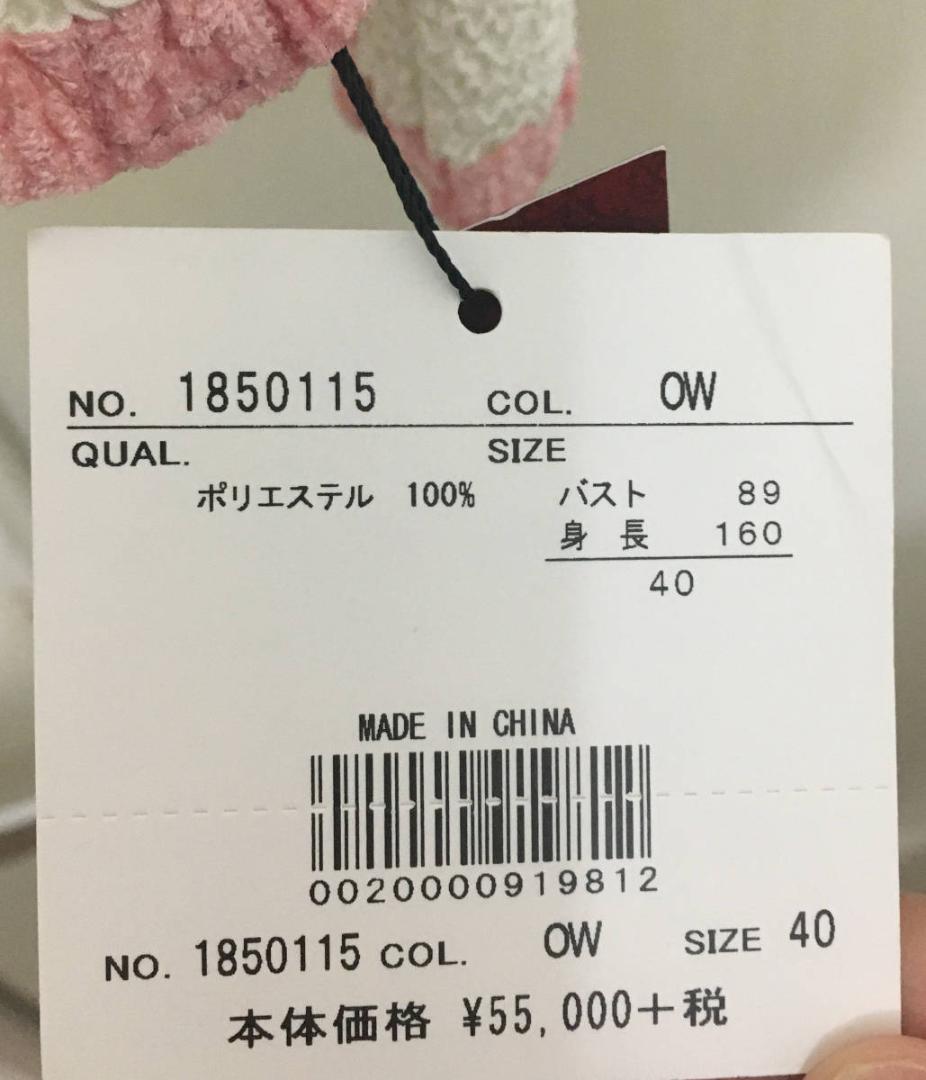 NO. 1850115 COL. OW
QUAL. SIZE
ポリエステル 100% バスト 89
身 長 160
40
MADE IN CHINA
0020000919812
NO. 1850115 COL. OW SIZE 40
本体価格 ¥55,000+税